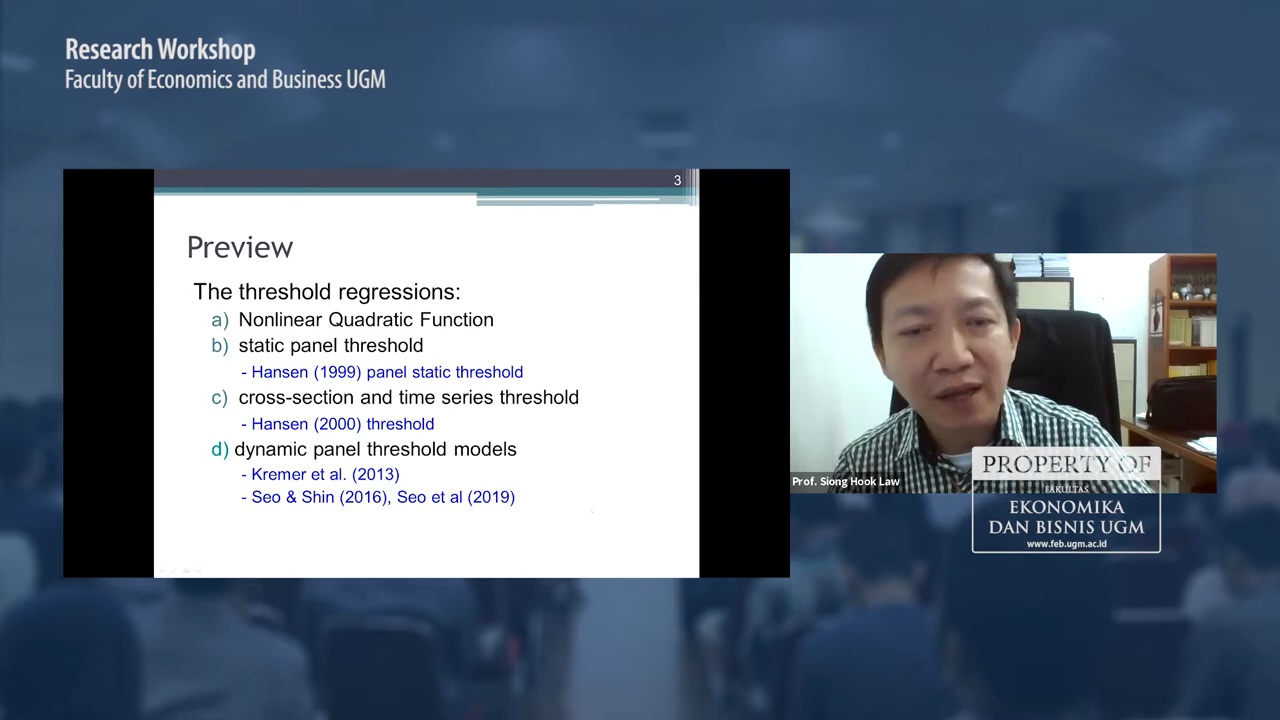 Research Workshop
Faculty of Economics and Business UGM
3
Preview
The threshold regressions:
a) Nonlinear Quadratic Function
b) static panel threshold
- Hansen (1999) panel static threshold
c) cross-section and time series threshold
- Hansen (2000) threshold
d) dynamic panel threshold models
- Kremer et al. (2013)
- Seo & Shin (2016), Seo et al (2019)
Prof. Siong Hook Law
PROPERTY OF
FAKULTAS
EKONOMIKA
DAN BISNIS UGM
www.feb.ugm.ac.id